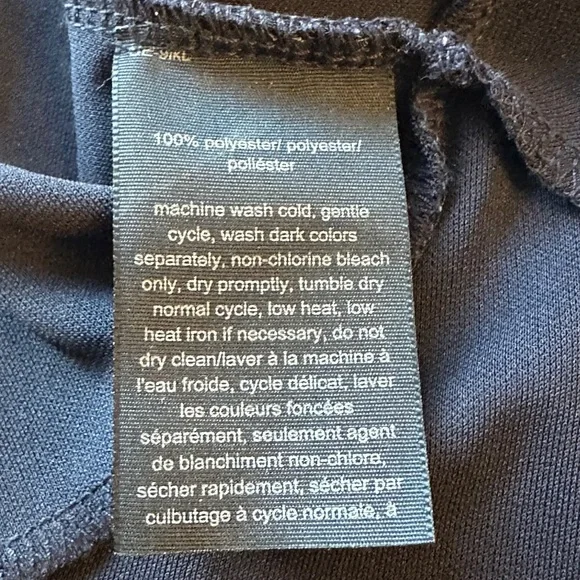 100% polyester/ polyester/
poliéster
machine wash cold, gentle
cycle, wash dark colors
separately, non-chlorine bleach
only, dry promptly, tumble dry
normal cycle, low heat, low
heat iron if necessary, do not
dry clean/laver à la machine à
l'eau froide, cycle délicat, laver
les couleurs foncées
séparément, seulement agent
de blanchiment non-chlore,
sécher rapidement, sécher par
culbutage à cycle normale, à